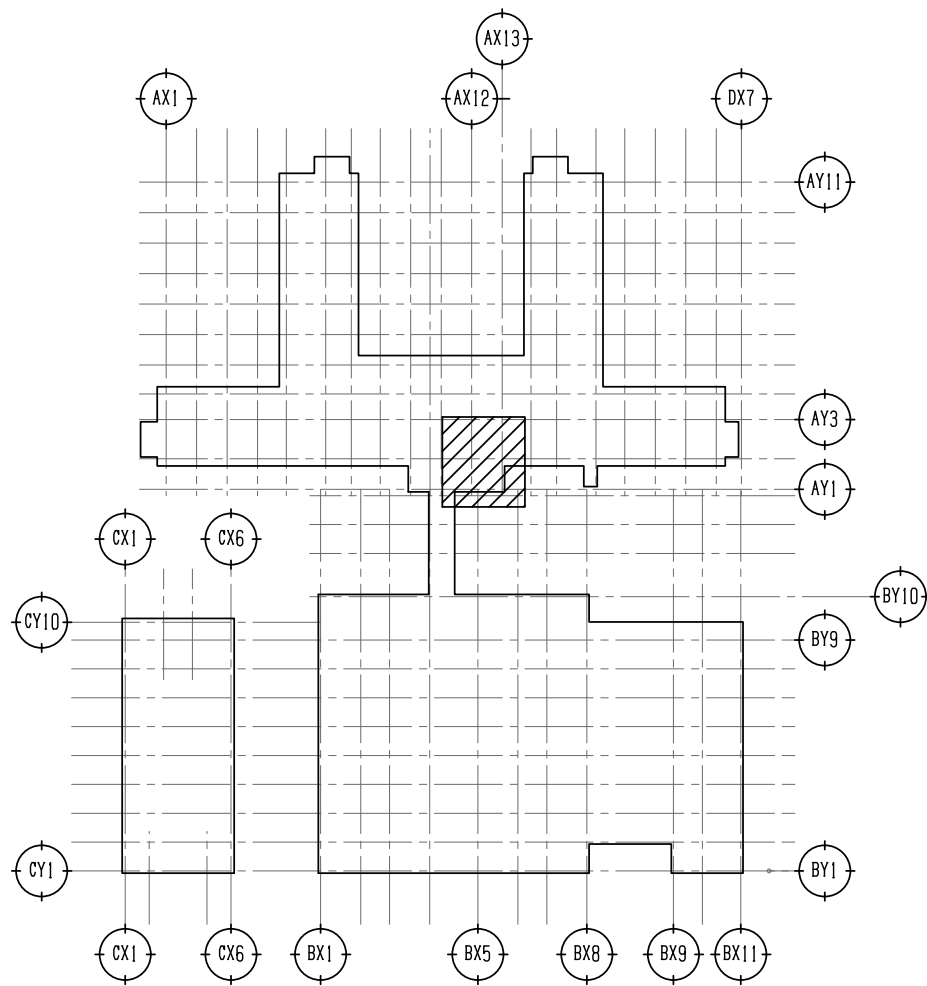 AX13
AX1
AX12
DX7
AY11
AY3
AY1
CX1
CX6
BY10
CY10
BY9
CY1
BY1
CX1
CX6
BX1
BX5
BX8
BX9
BX11